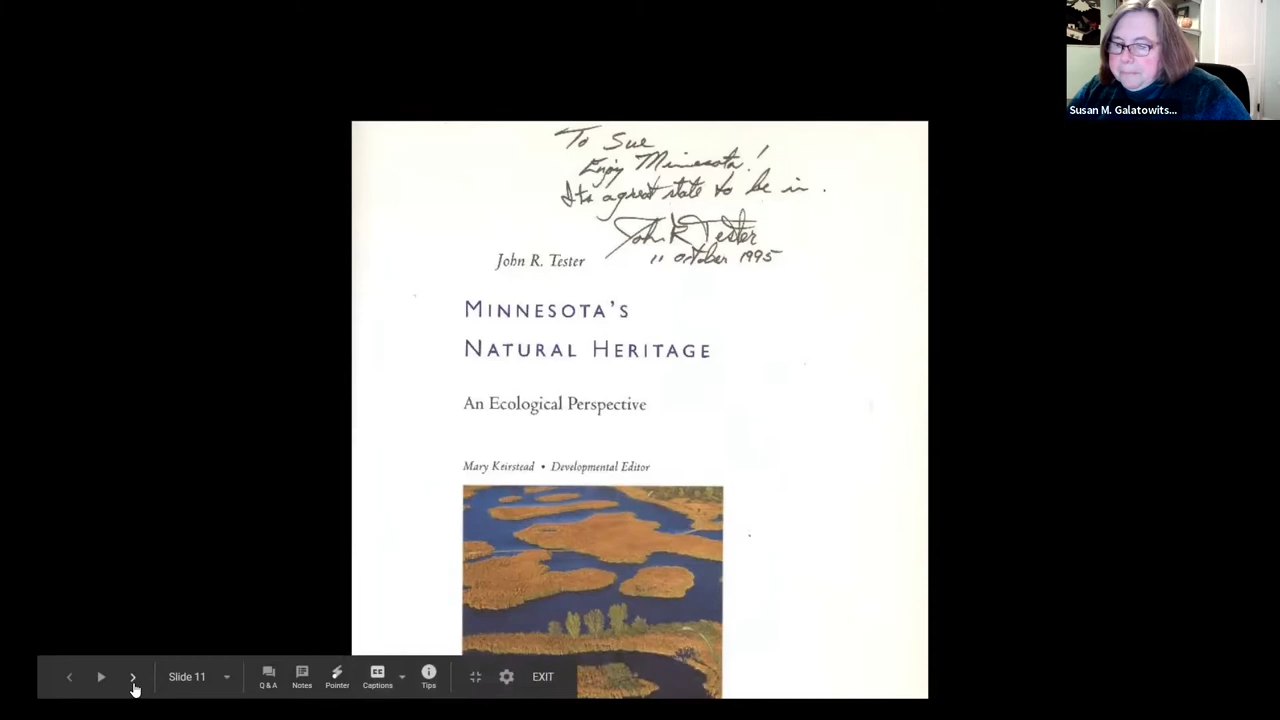 Susan M. Galatowits...
To Sue
Enjoy Minnesota!
It's a great state to be in.
John R Tester
11 October 1995
John R. Tester
MINNESOTA'S
NATURAL HERITAGE
An Ecological Perspective
Mary Keirstead • Developmental Editor
Slide 11
Q & A
Notes
Pointer
Captions
Tips
EXIT